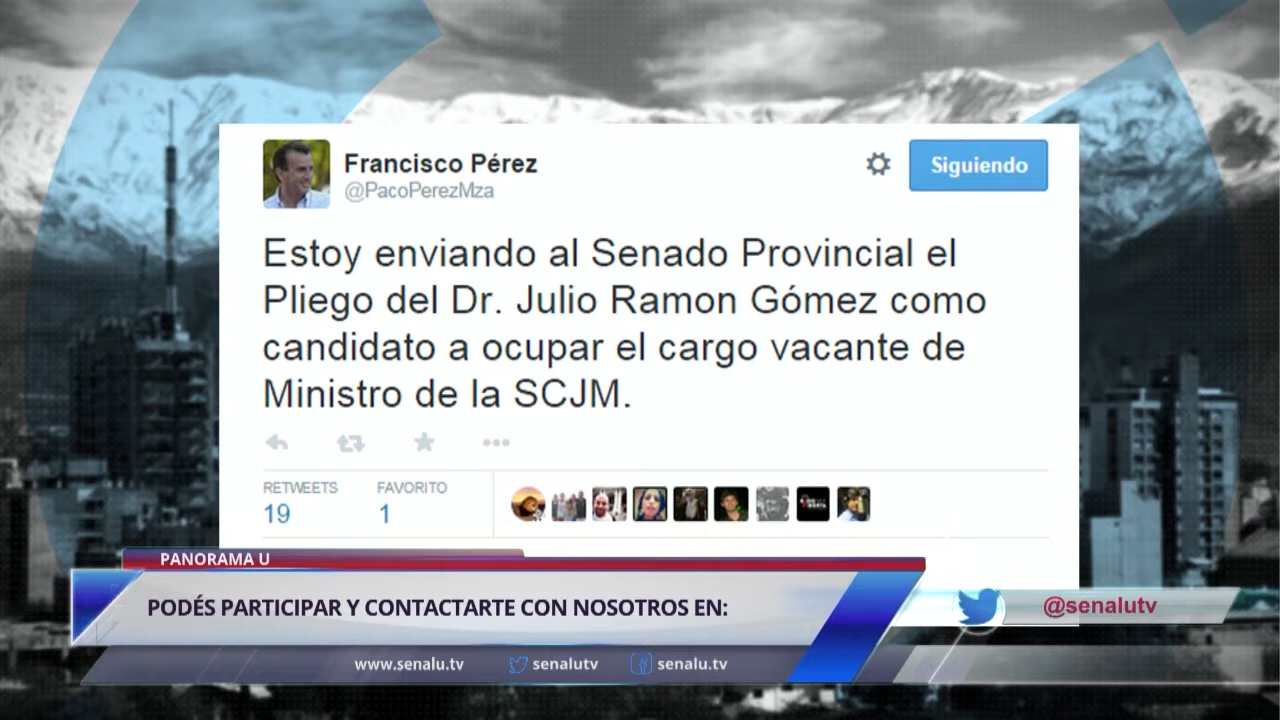 Francisco Pérez
@PacoPerezMza
Siguiendo
Estoy enviando al Senado Provincial el
Pliego del Dr. Julio Ramon Gómez como
candidato a ocupar el cargo vacante de
Ministro de la SCJM.
RETWEETS
19
FAVORITO
1
PANORAMA U
PODÉS PARTICIPAR Y CONTACTARTE CON NOSOTROS EN:
@senalutv
www.senalu.tv
senalutv
senalu.tv